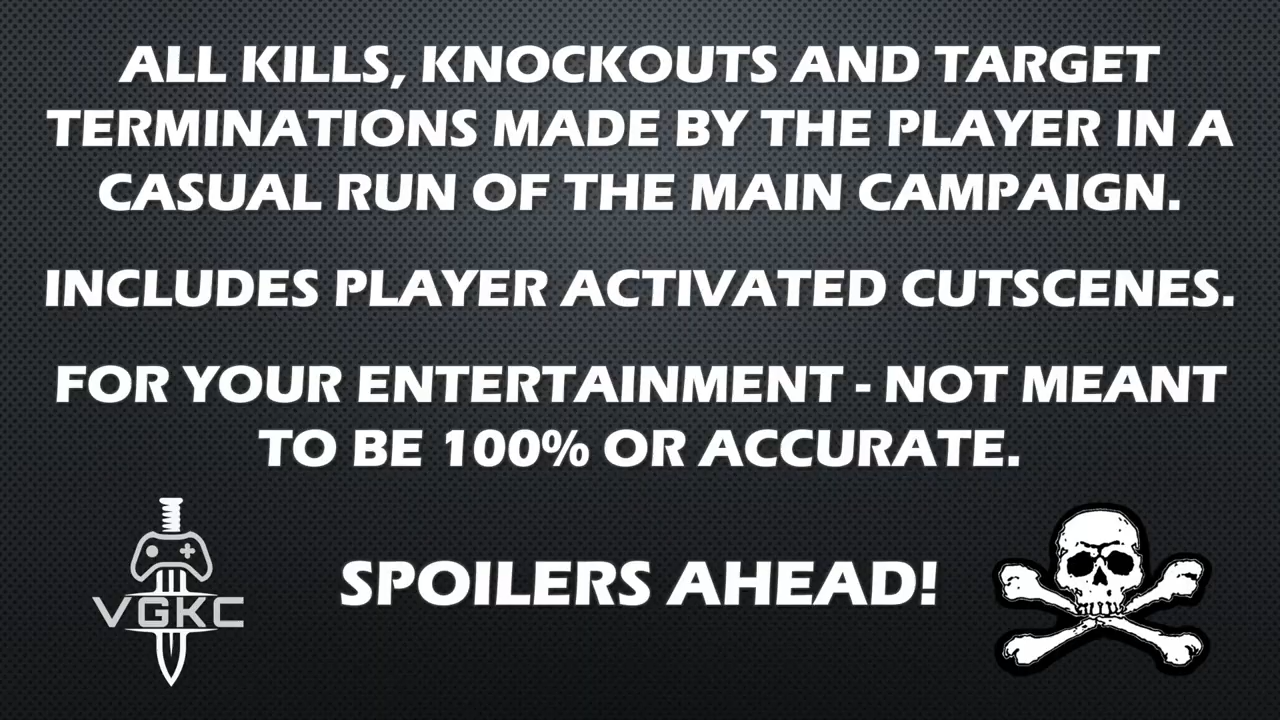 ALL KILLS, KNOCKOUTS AND TARGET
TERMINATIONS MADE BY THE PLAYER IN A
CASUAL RUN OF THE MAIN CAMPAIGN.
INCLUDES PLAYER ACTIVATED CUTSCENES.
FOR YOUR ENTERTAINMENT - NOT MEANT
TO BE 100% OR ACCURATE.
SPOILERS AHEAD!
VGKC